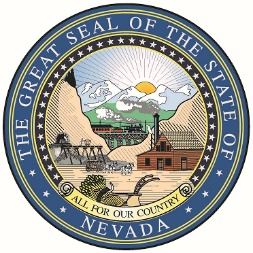 THE GREAT SEAL OF THE STATE OF
NEVADA
ALL FOR OUR COUNTRY